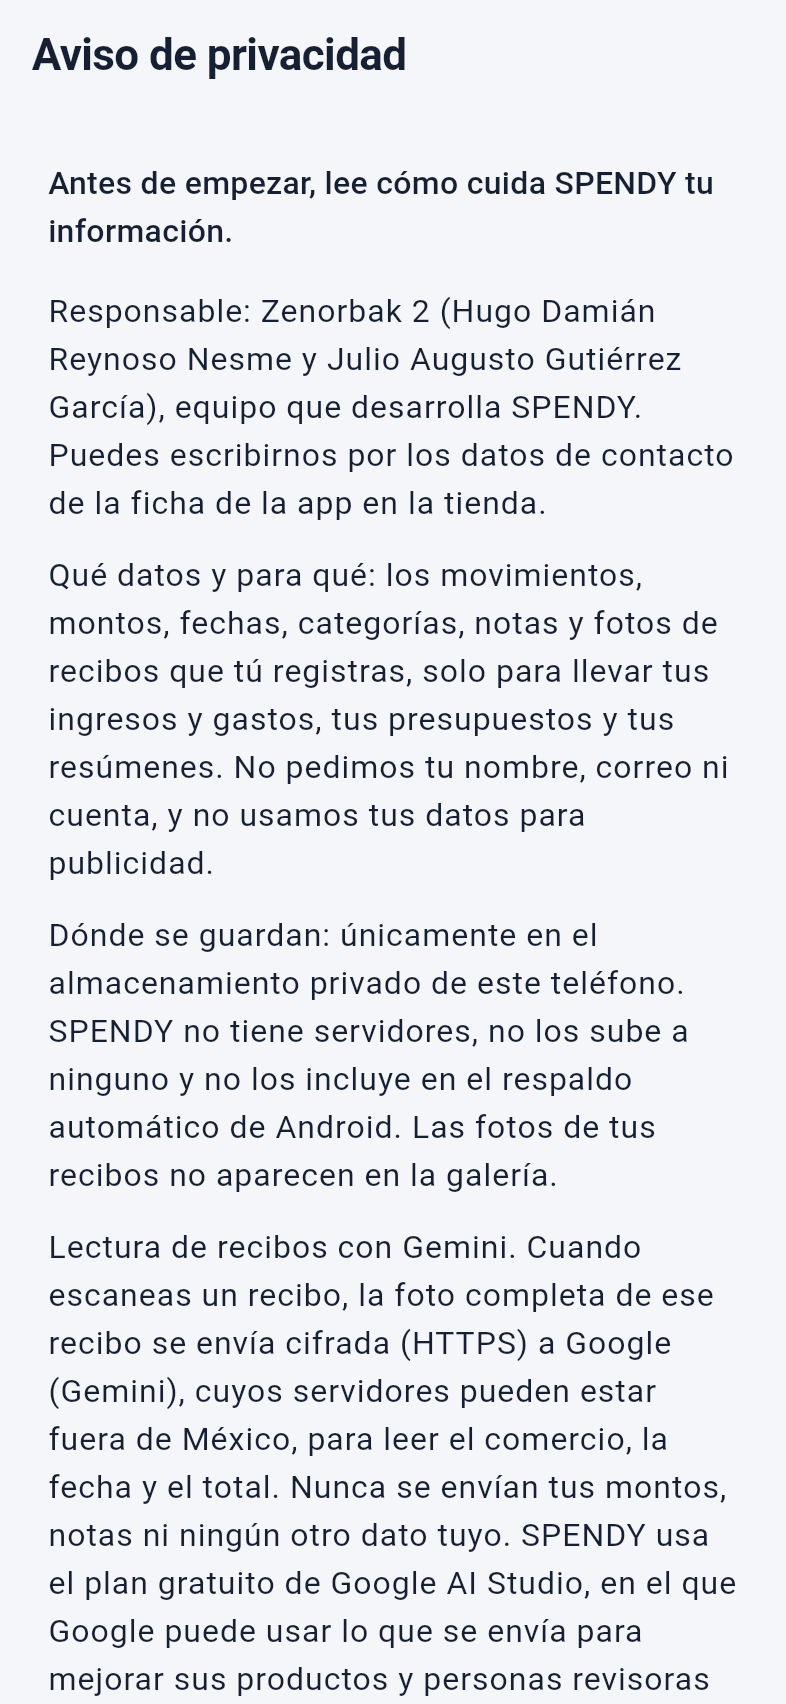 Aviso de privacidad
Antes de empezar, lee cómo cuida SPENDY tu
información.
Responsable: Zenorbak 2 (Hugo Damián
Reynoso Nesme y Julio Augusto Gutiérrez
García), equipo que desarrolla SPENDY.
Puedes escribirnos por los datos de contacto
de la ficha de la app en la tienda.
Qué datos y para qué: los movimientos,
montos, fechas, categorías, notas y fotos de
recibos que tú registras, solo para llevar tus
ingresos y gastos, tus presupuestos y tus
resúmenes. No pedimos tu nombre, correo ni
cuenta, y no usamos tus datos para
publicidad.
Dónde se guardan: únicamente en el
almacenamiento privado de este teléfono.
SPENDY no tiene servidores, no los sube a
ninguno y no los incluye en el respaldo
automático de Android. Las fotos de tus
recibos no aparecen en la galería.
Lectura de recibos con Gemini. Cuando
escaneas un recibo, la foto completa de ese
recibo se envía cifrada (HTTPS) a Google
(Gemini), cuyos servidores pueden estar
fuera de México, para leer el comercio, la
fecha y el total. Nunca se envían tus montos,
notas ni ningún otro dato tuyo. SPENDY usa
el plan gratuito de Google AI Studio, en el que
Google puede usar lo que se envía para
mejorar sus productos y personas revisoras